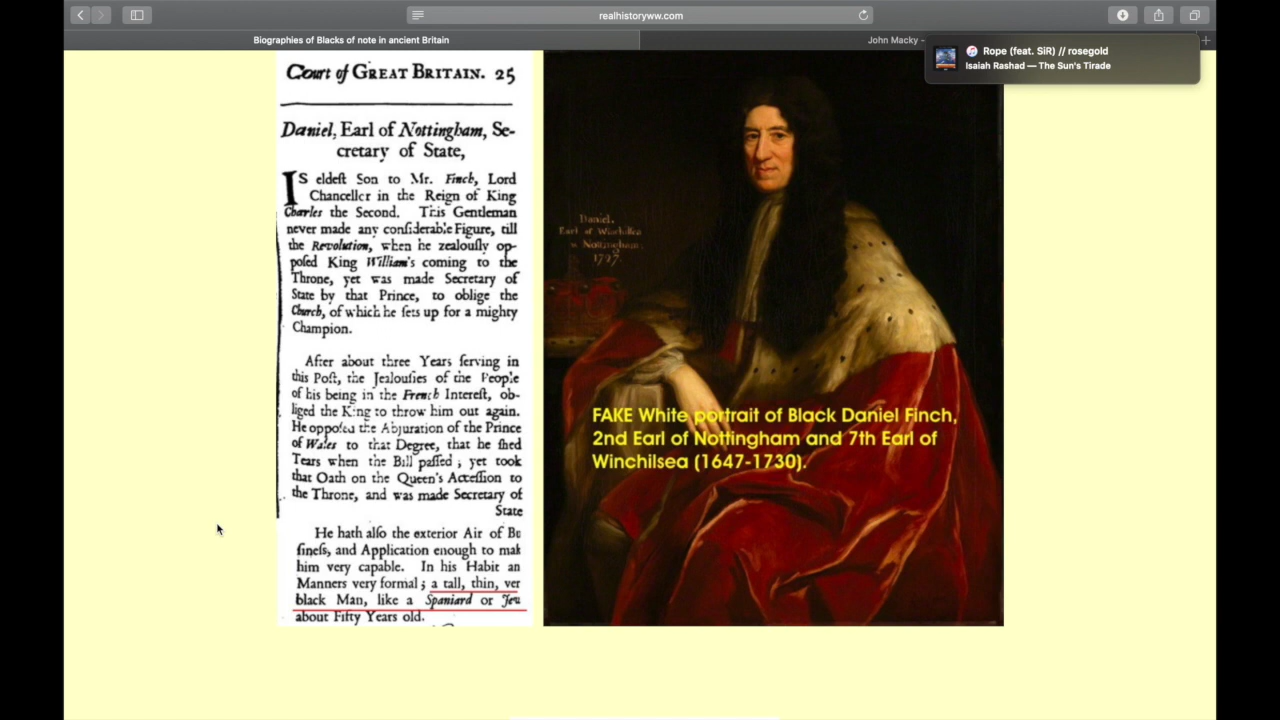 realhistoryww.com
Biographies of Blacks of note in ancient Britain
John Macky -
Rope (feat. SiR) // rosegold
Isaiah Rashad — The Sun's Tirade
Court of GREAT BRITAIN. 25
Daniel, Earl of Nottingham, Se-
cretary of State,
IS eldeſt Son to Mr. Finch, Lord
Chancellor in the Reign of King
Charles the Second. This Gentleman
never made any conſiderable Figure, till
the Revolution, when he zealouſly op-
poſed King William's coming to the
Throne, yet was made Secretary of
State by that Prince, to oblige the
Church, of which he ſets up for a mighty
Champion.
After about three Years ſerving in
this Poſt, the Jealouſies of the People
of his being in the French Intereſt, ob-
liged the King to throw him out again.
He oppoſed the Abjuration of the Prince
of Wales to that Degree, that he ſhed
Tears when the Bill paſſed ; yet took
that Oath on the Queen's Acceſſion to
the Throne, and was made Secretary of
State
He hath alſo the exterior Air of Bu
ſineſs, and Application enough to mak
him very capable. In his Habit an
Manners very formal ; a tall, thin, ver
black Man, like a Spaniard or Jew
about Fifty Years old.
Daniel,
Earl of Winchilsea
& Nottingham.
FAKE White portrait of Black Daniel Finch,
2nd Earl of Nottingham and 7th Earl of
Winchilsea (1647-1730).